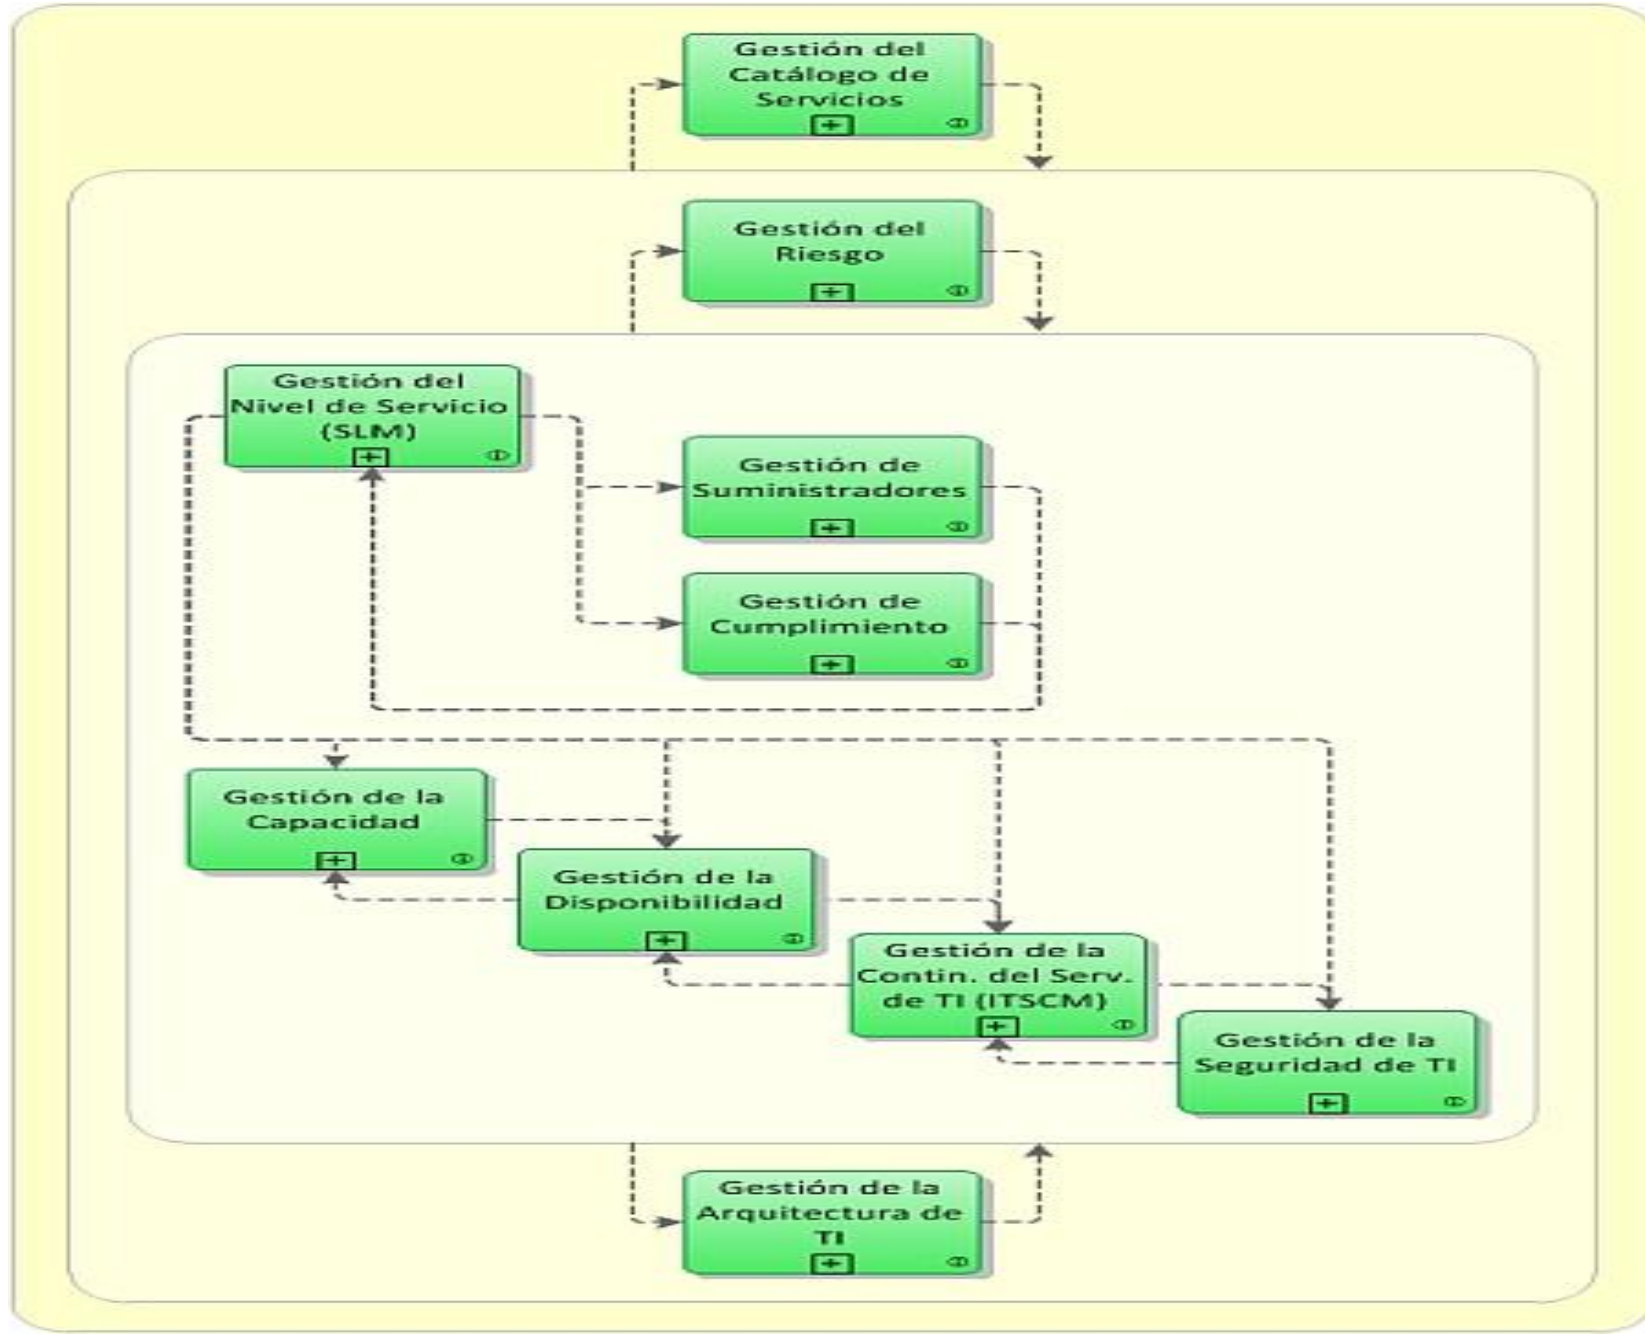 Gestión del
Catálogo de
Servicios
Gestión del
Riesgo
Gestión del
Nivel de Servicio
(SLM)
Gestión de
Suministradores
Gestión de
Cumplimiento
Gestión de la
Capacidad
Gestión de la
Disponibilidad
Gestión de la
Contin. del Serv.
de TI (ITSCM)
Gestión de la
Seguridad de TI
Gestión de la
Arquitectura de
TI